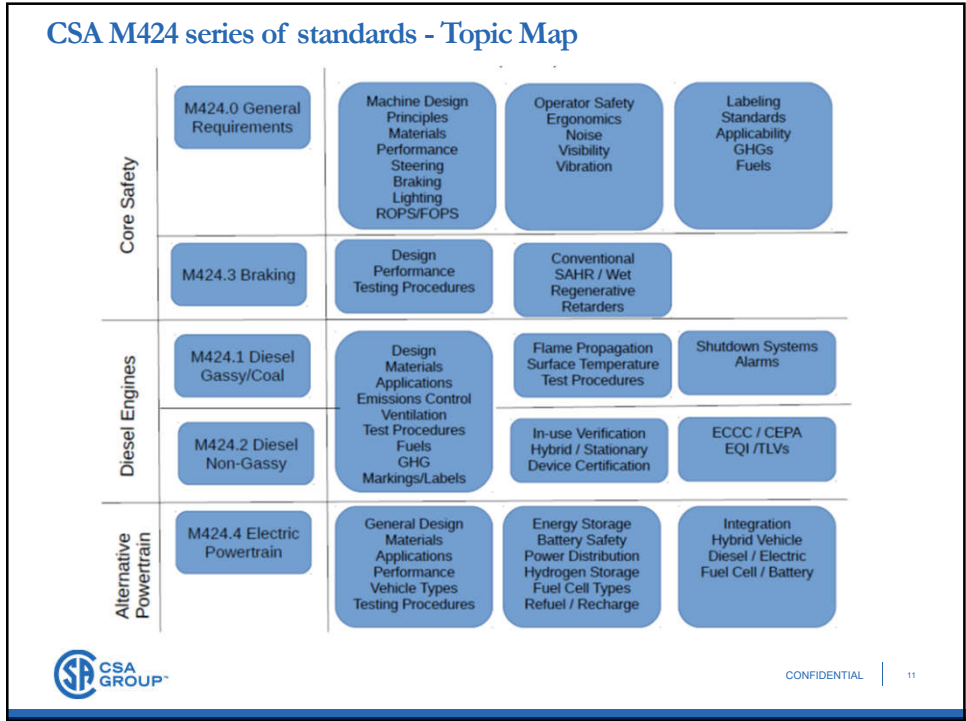 CSA M424 series of standards - Topic Map
Core Safety
M424.0 General
Requirements
Machine Design
Principles
Materials
Performance
Steering
Braking
Lighting
ROPS/FOPS
Operator Safety
Ergonomics
Noise
Visibility
Vibration
Labeling
Standards
Applicability
GHGs
Fuels
M424.3 Braking
Design
Performance
Testing Procedures
Conventional
SAHR / Wet
Regenerative
Retarders
Diesel Engines
M424.1 Diesel
Gassy/Coal
Design
Materials
Applications
Emissions Control
Ventilation
Test Procedures
Fuels
GHG
Markings/Labels
Flame Propagation
Surface Temperature
Test Procedures
Shutdown Systems
Alarms
M424.2 Diesel
Non-Gassy
In-use Verification
Hybrid / Stationary
Device Certification
ECCC / CEPA
EQI /TLVs
Alternative
Powertrain
M424.4 Electric
Powertrain
General Design
Materials
Applications
Performance
Vehicle Types
Testing Procedures
Energy Storage
Battery Safety
Power Distribution
Hydrogen Storage
Fuel Cell Types
Refuel / Recharge
Integration
Hybrid Vehicle
Diesel / Electric
Fuel Cell / Battery
CSA
GROUP™
CONFIDENTIAL
11